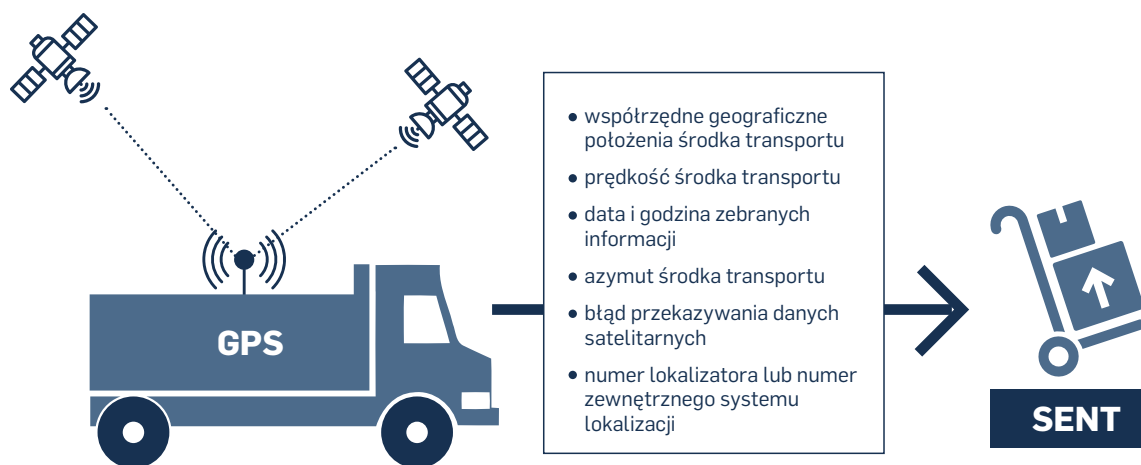 GPS
• współrzędne geograficzne
położenia środka transportu
• prędkość środka transportu
• data i godzina zebranych
informacji
• azymut środka transportu
• błąd przekazywania danych
satelitarnych
• numer lokalizatora lub numer
zewnętrznego systemu
lokalizacji
SENT